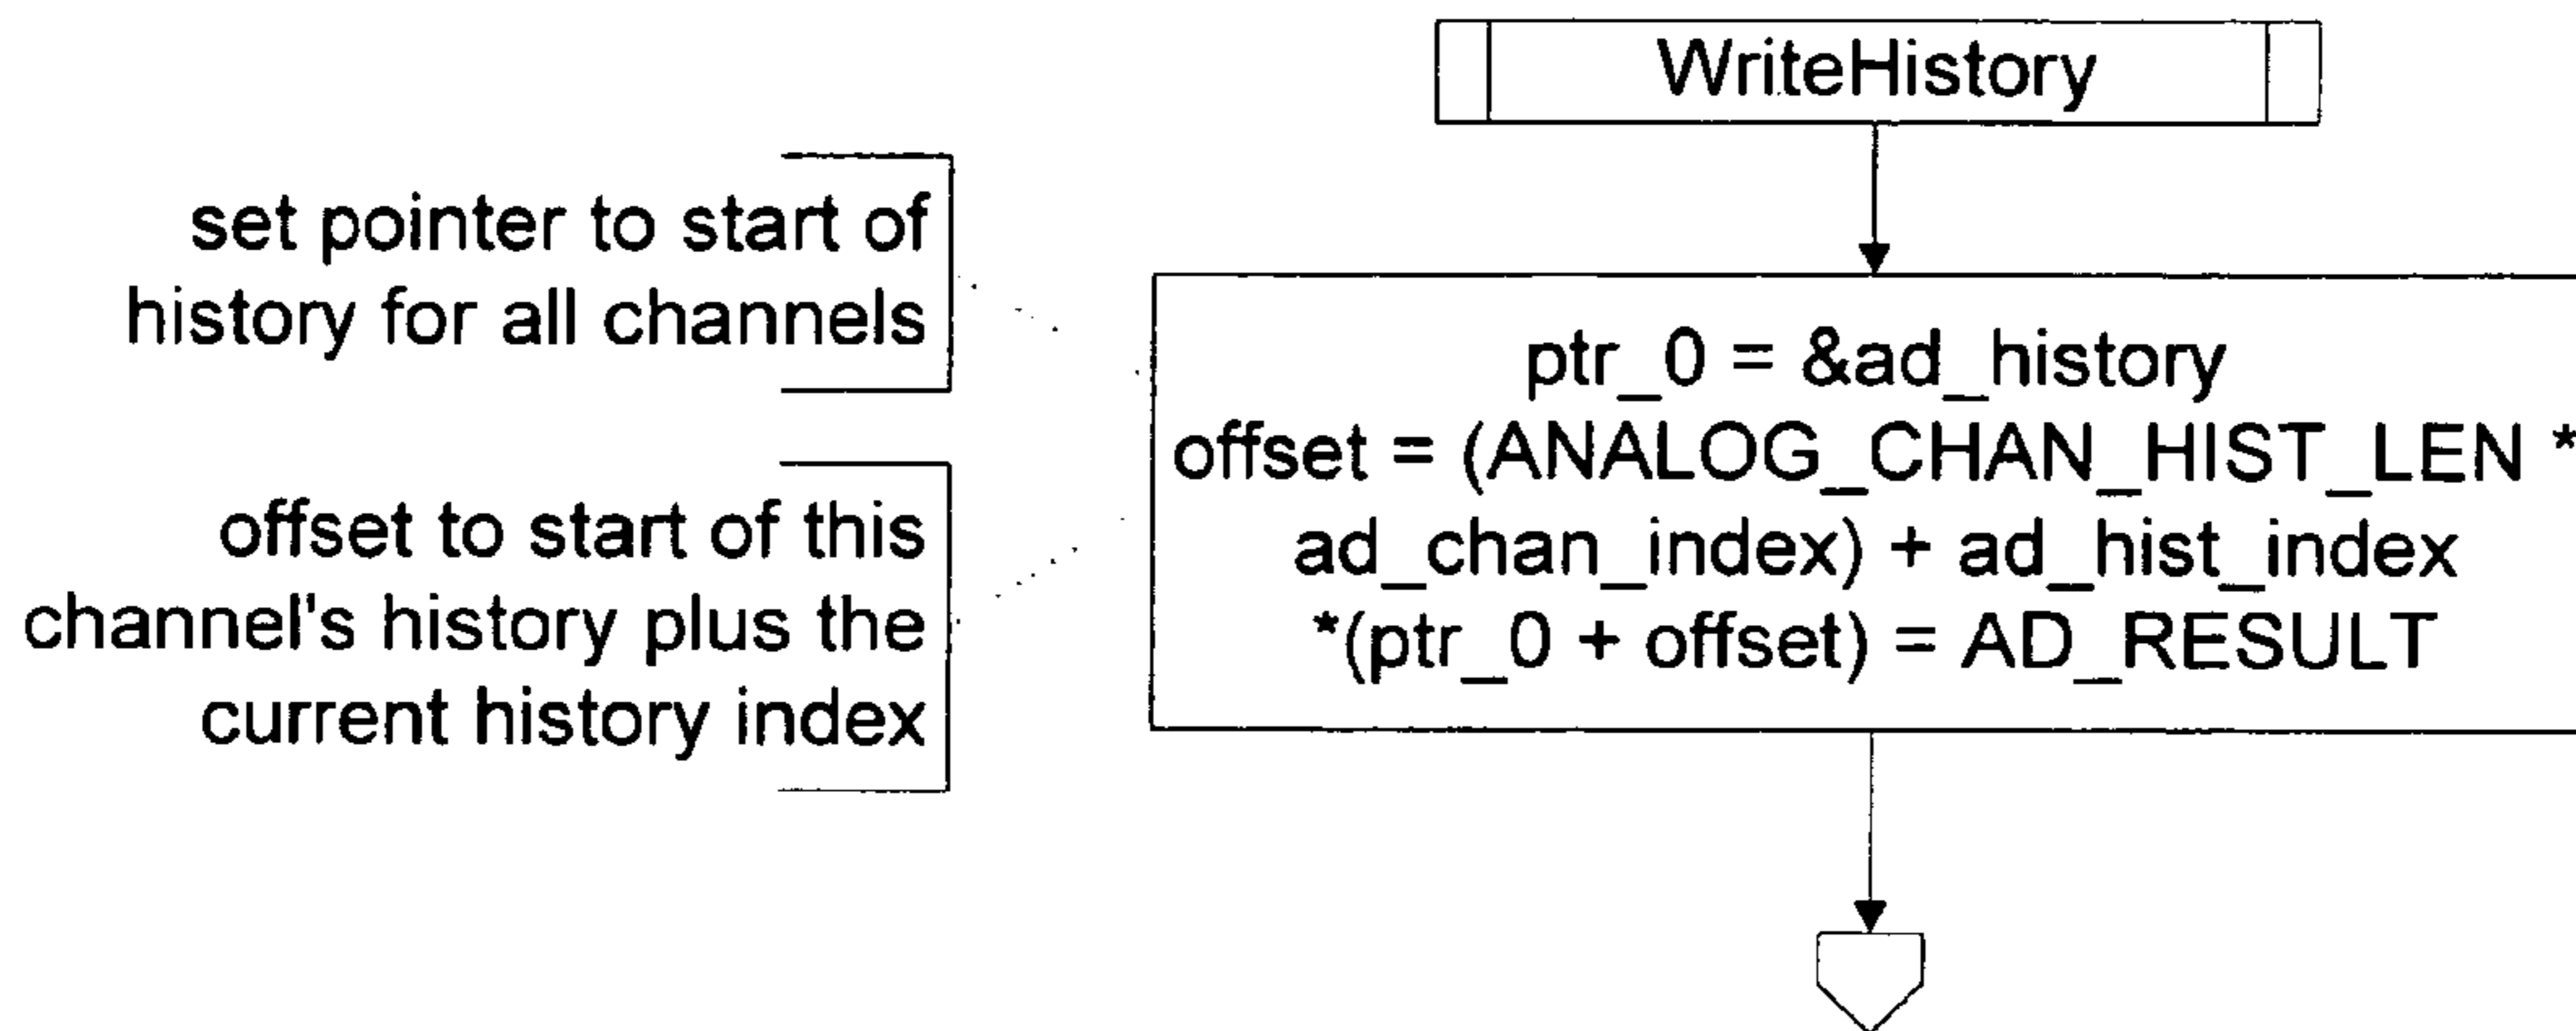 WriteHistory
set pointer to start of
history for all channels
ptr_0 = &ad_history
offset = (ANALOG_CHAN_HIST_LEN *
ad_chan_index) + ad_hist_index
*(ptr_0 + offset) = AD_RESULT
offset to start of this
channel's history plus the
current history index